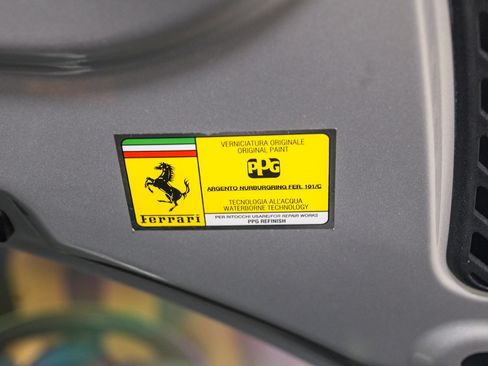 VERNICIATURA ORIGINALE
ORIGINAL PAINT
PPG
ARGENTO NURBURGRING FER. 101/C
TECNOLOGIA ALL'ACQUA
WATERBORNE TECHNOLOGY
Ferrari
PER RITOCCHI USARE/FOR REPAIR WORKS
PPG REFINISH